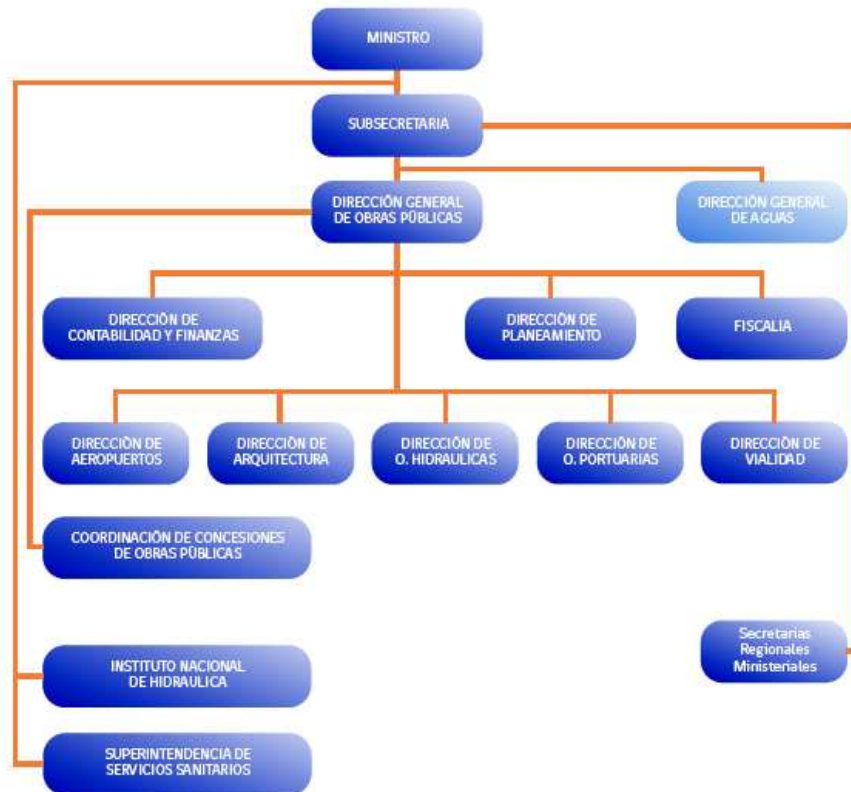 MINISTRO
SUBSECRETARIA
DIRECCIÓN GENERAL
DE OBRAS PÚBLICAS
DIRECCIÓN GENERAL
DE AGUAS
DIRECCIÓN DE
CONTABILIDAD Y FINANZAS
DIRECCIÓN DE
PLANEAMIENTO
FISCALIA
DIRECCIÓN DE
AEROPUERTOS
DIRECCIÓN DE
ARQUITECTURA
DIRECCIÓN DE
O. HIDRAULICAS
DIRECCIÓN DE
O. PORTUARIAS
DIRECCIÓN DE
VIALIDAD
COORDINACIÓN DE CONCESIONES
DE OBRAS PÚBLICAS
Secretarias
Regionales
Ministeriales
INSTITUTO NACIONAL
DE HIDRAULICA
SUPERINTENDENCIA DE
SERVICIOS SANITARIOS